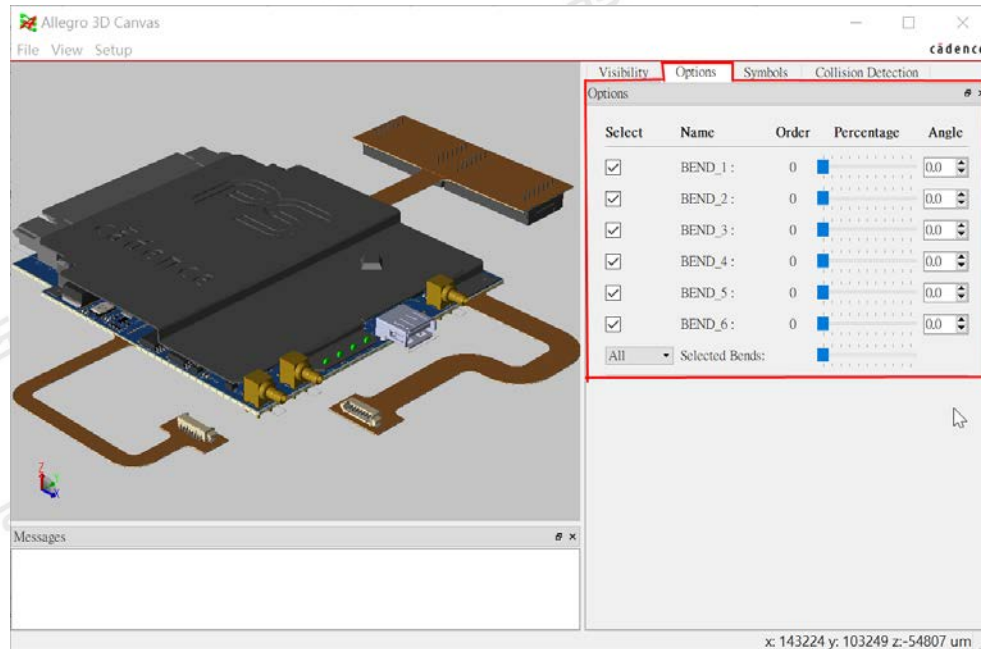 Allegro 3D Canvas
File View Setup
cādence
Visibility Options Symbols Collision Detection
Options
Select Name Order Percentage Angle
BEND_1 : 0 0.0
BEND_2 : 0 0.0
BEND_3 : 0 0.0
BEND_4 : 0 0.0
BEND_5 : 0 0.0
BEND_6 : 0 0.0
All Selected Bends:
cādence
Z
Y
X
Messages
x: 143224 y: 103249 z:-54807 um